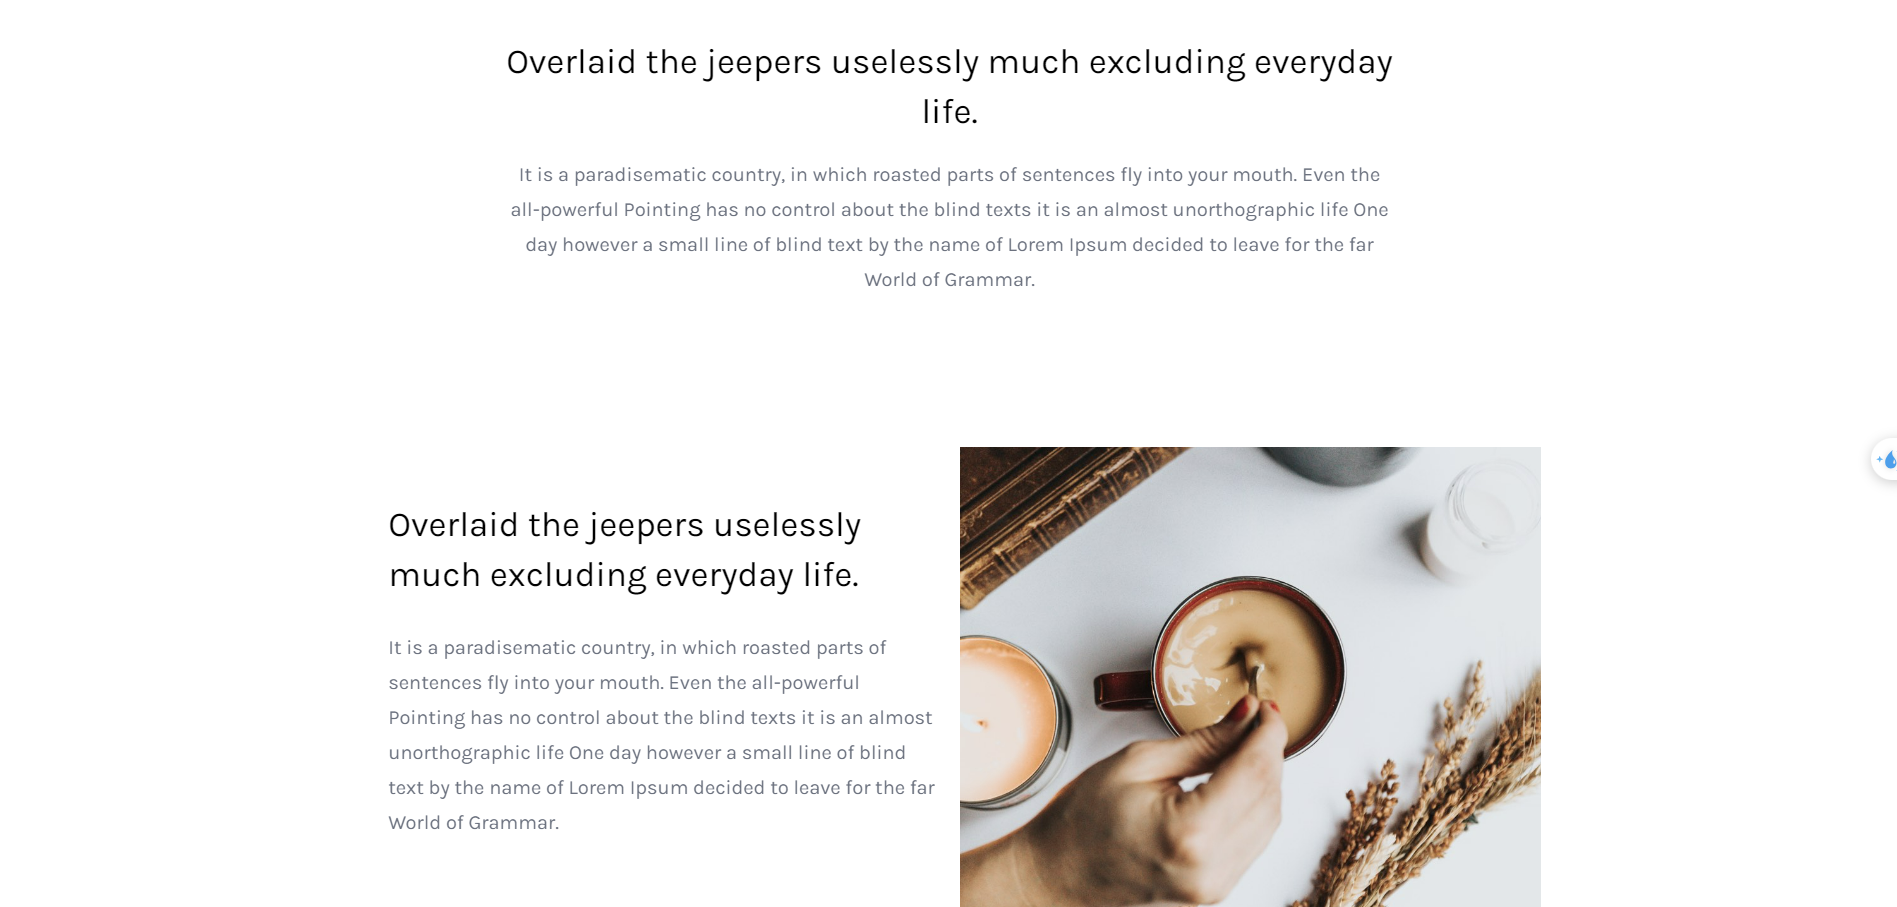 Overlaid the jeepers uselessly much excluding everyday
life.
It is a paradisematic country, in which roasted parts of sentences fly into your mouth. Even the
all-powerful Pointing has no control about the blind texts it is an almost unorthographic life One
day however a small line of blind text by the name of Lorem Ipsum decided to leave for the far
World of Grammar.
Overlaid the jeepers uselessly
much excluding everyday life.
It is a paradisematic country, in which roasted parts of
sentences fly into your mouth. Even the all-powerful
Pointing has no control about the blind texts it is an almost
unorthographic life One day however a small line of blind
text by the name of Lorem Ipsum decided to leave for the far
World of Grammar.